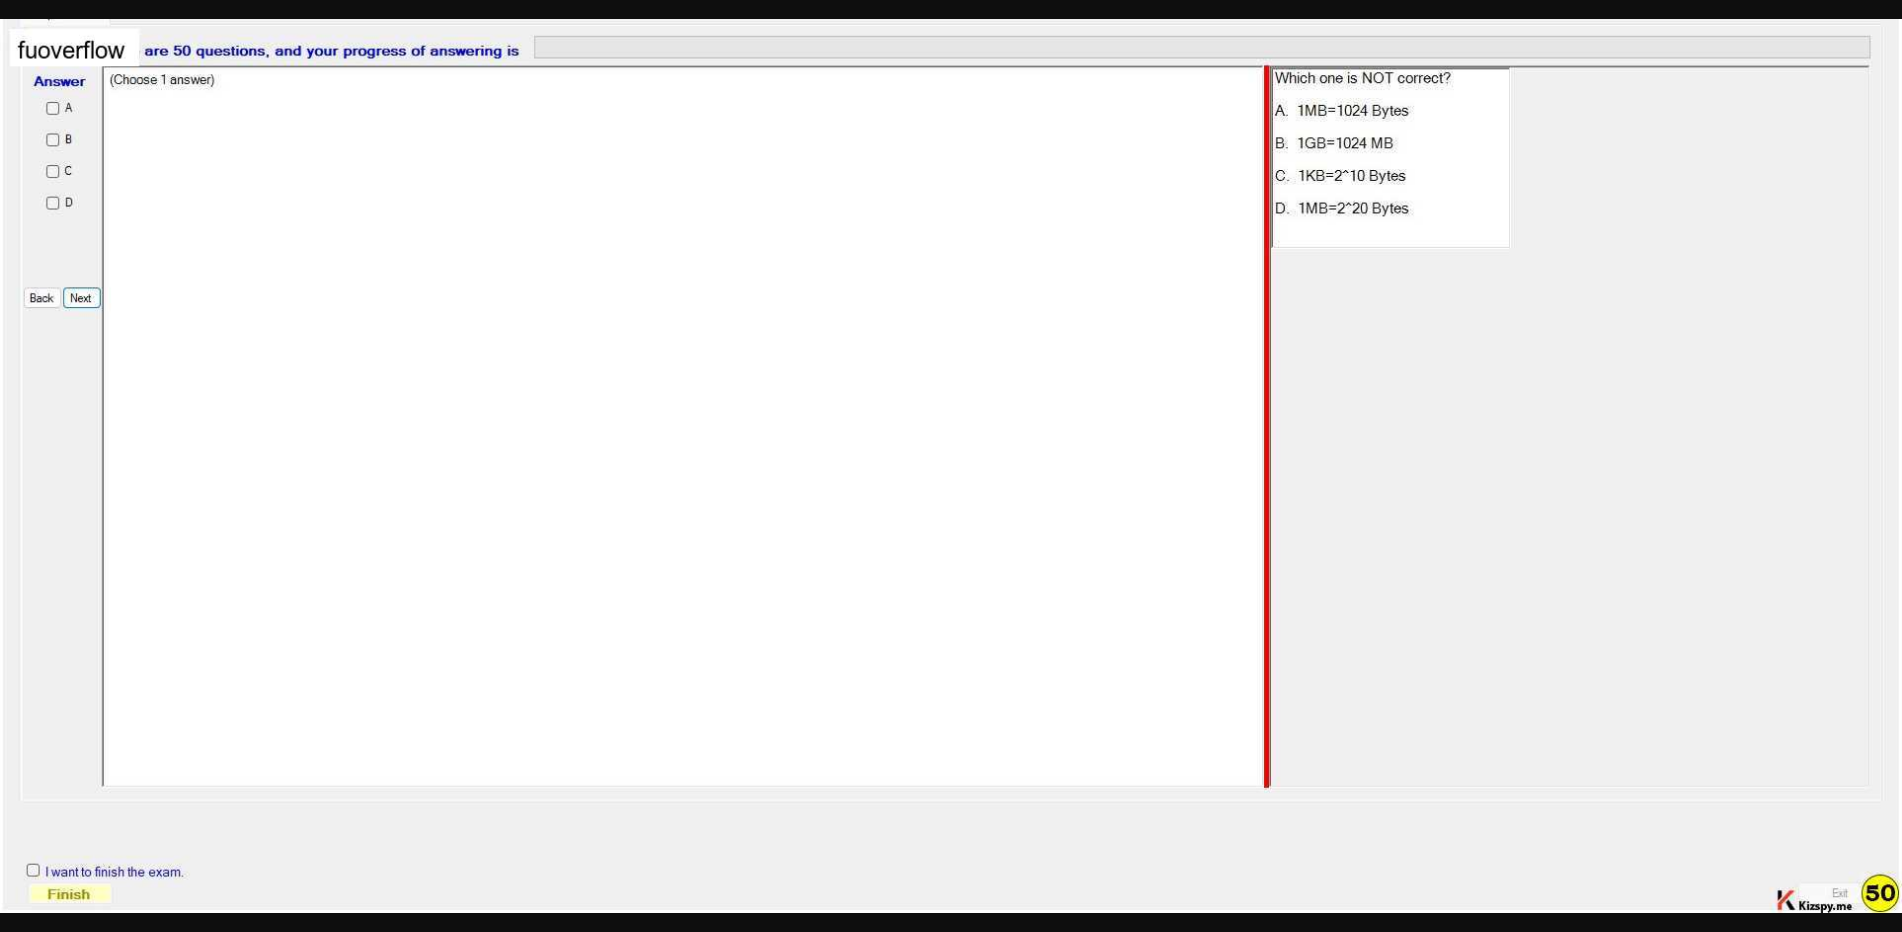 fuoverflow are 50 questions, and your progress of answering is
Answer
A
B
C
D
Back Next
(Choose 1 answer)
Which one is NOT correct?
A. 1MB=1024 Bytes
B. 1GB=1024 MB
C. 1KB=2^10 Bytes
D. 1MB=2^20 Bytes
I want to finish the exam.
Finish
Exit
Kizspy.me
50